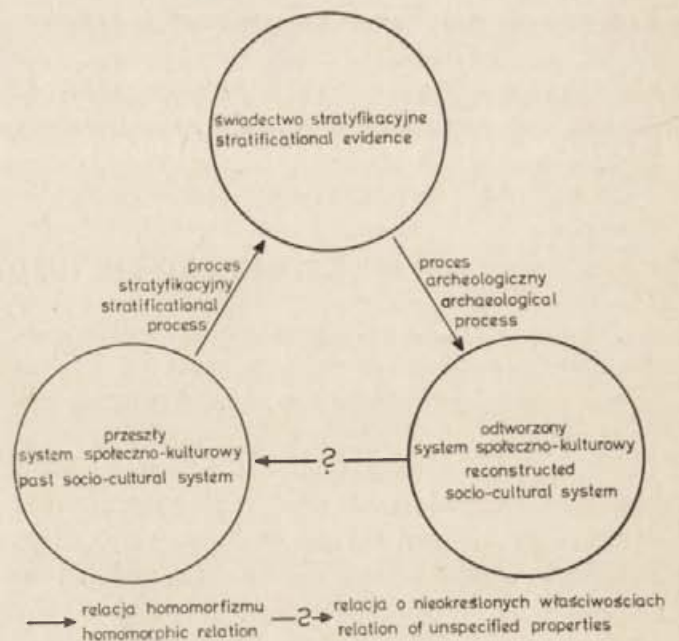 świadectwo stratyfikacyjne
stratificational evidence
proces
stratyfikacyjny
stratificational
process
proces
archeologiczny
archaeological
process
przeszły
system społeczno-kulturowy
past socio-cultural system
?
odtworzony
system społeczno-kulturowy
reconstructed
socio-cultural system
relacja homomorfizmu
homomorphic relation
? relacja o nieokreślonych właściwościach
relation of unspecified properties